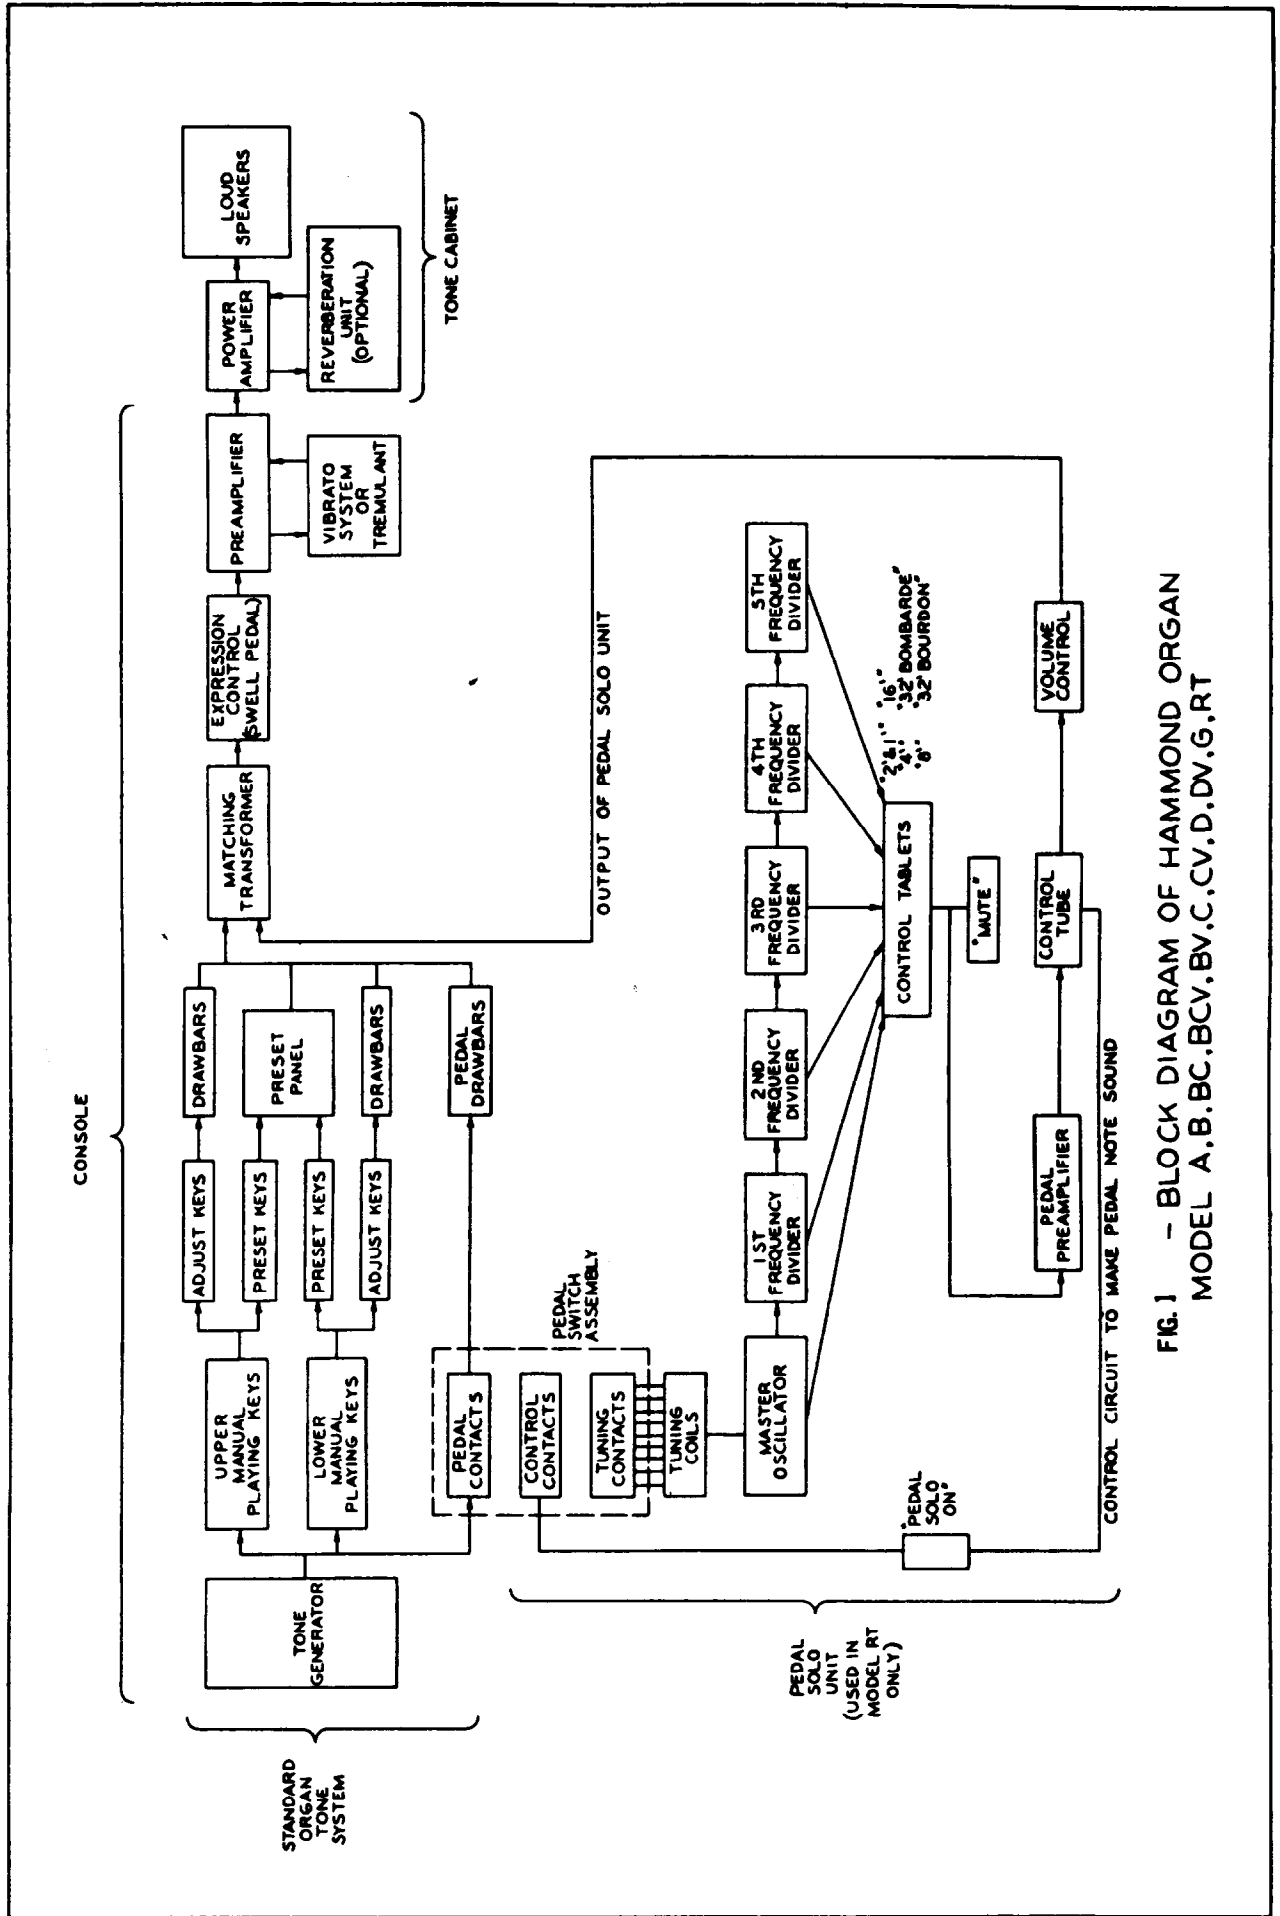 CONSOLE
STANDARD
ORGAN
TONE
SYSTEM
TONE
GENERATOR
UPPER
MANUAL
PLAYING KEYS
LOWER
MANUAL
PLAYING KEYS
ADJUST KEYS
PRESET KEYS
PRESET KEYS
ADJUST KEYS
DRAWBARS
PRESET
PANEL
DRAWBARS
PEDAL
DRAWBARS
MATCHING
TRANSFORMER
EXPRESSION
CONTROL
(SWELL PEDAL)
PREAMPLIFIER
VIBRATO
SYSTEM
OR
TREMULANT
POWER
AMPLIFIER
REVERBERATION
UNIT
(OPTIONAL)
LOUD
SPEAKERS
TONE CABINET
PEDAL
CONTACTS
CONTROL
CONTACTS
TUNING
CONTACTS
PEDAL
SWITCH
ASSEMBLY
TUNING
COILS
OUTPUT OF PEDAL SOLO UNIT
PEDAL
SOLO
UNIT
(USED IN
MODEL RT
ONLY)
MASTER
OSCILLATOR
1ST
FREQUENCY
DIVIDER
2ND
FREQUENCY
DIVIDER
3RD
FREQUENCY
DIVIDER
4TH
FREQUENCY
DIVIDER
5TH
FREQUENCY
DIVIDER
"PEDAL
SOLO
ON"
CONTROL TABLETS
"2'&1'" "16'"
"4'" "32' BOMBARDE"
"8'" "32' BOURDON"
"MUTE"
PEDAL
PREAMPLIFIER
CONTROL
TUBE
VOLUME
CONTROL
CONTROL CIRCUIT TO MAKE PEDAL NOTE SOUND
FIG. 1 - BLOCK DIAGRAM OF HAMMOND ORGAN
MODEL A,B,BC,BCV,BV,C,CV,D,DV,G,RT